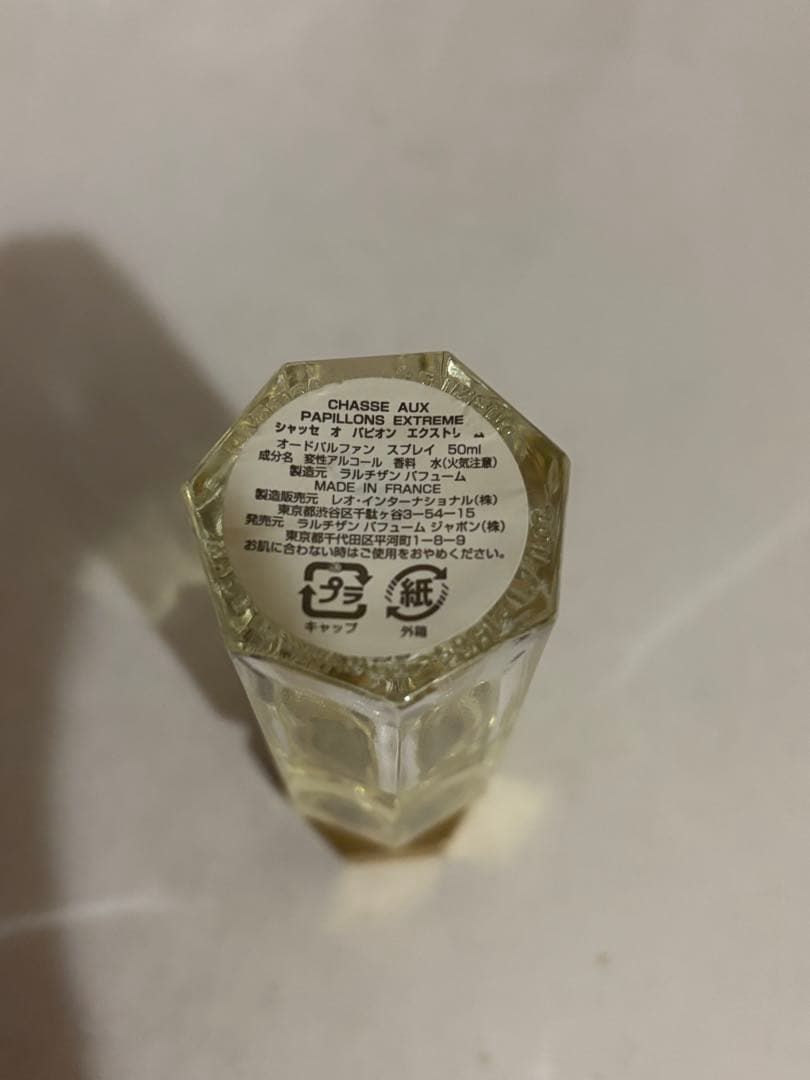 CHASSE AUX
PAPILLONS EXTREME
シャッセ オ パピオン エクストリ ム
オードパルファン スプレイ 50ml
成分名 変性アルコール 香料 水(火気注意)
製造元 ラルチザン パフューム
MADE IN FRANCE
製造販売元 レオ・インターナショナル(株)
東京都渋谷区千駄ヶ谷3-54-15
発売元 ラルチザン パフューム ジャポン(株)
東京都千代田区平河町1-8-9
お肌に合わない時はご使用をおやめください。
プラ 紙
キャップ 外箱